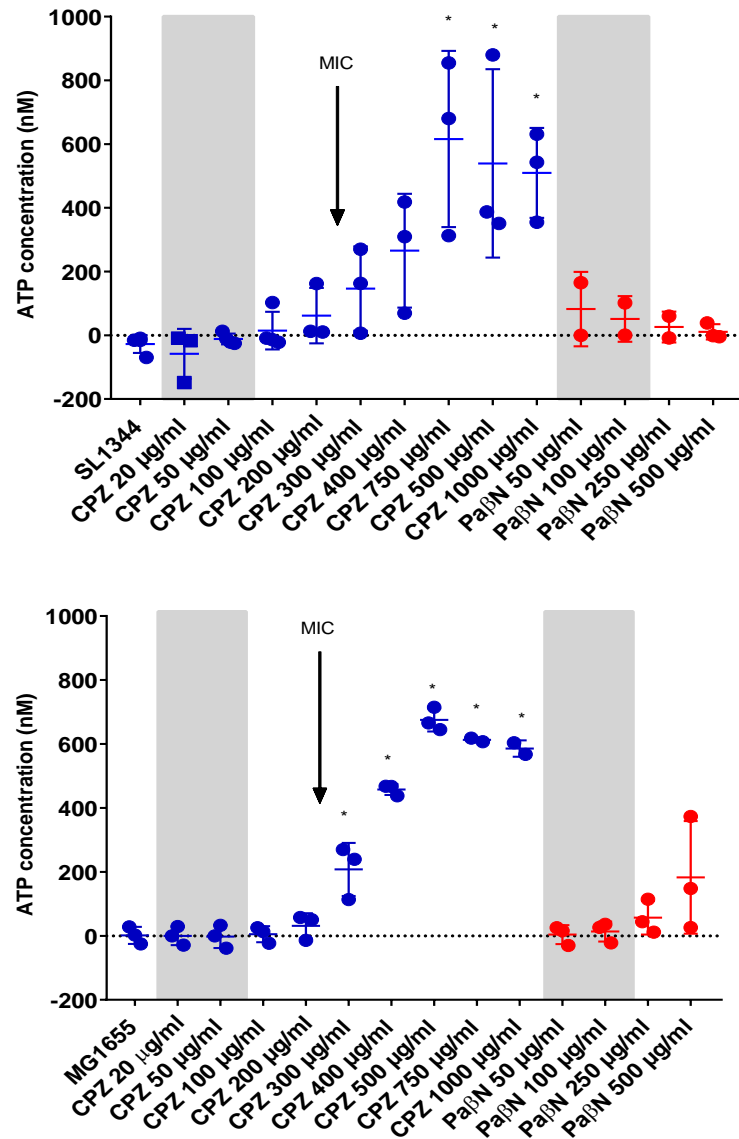 1000
800
600
400
200
0
-200
ATP concentration (nM)
MIC
*
*
*
SL1344
CPZ 20 µg/ml
CPZ 50 µg/ml
CPZ 100 µg/ml
CPZ 200 µg/ml
CPZ 300 µg/ml
CPZ 400 µg/ml
CPZ 750 µg/ml
CPZ 500 µg/ml
CPZ 1000 µg/ml
PaβN 50 µg/ml
PaβN 100 µg/ml
PaβN 250 µg/ml
PaβN 500 µg/ml
1000
800
600
400
200
0
-200
ATP concentration (nM)
MIC
*
*
*
*
*
MG1655
CPZ 20 µg/ml
CPZ 50 µg/ml
CPZ 100 µg/ml
CPZ 200 µg/ml
CPZ 300 µg/ml
CPZ 400 µg/ml
CPZ 500 µg/ml
CPZ 750 µg/ml
CPZ 1000 µg/ml
PaβN 50 µg/ml
PaβN 100 µg/ml
PaβN 250 µg/ml
PaβN 500 µg/ml